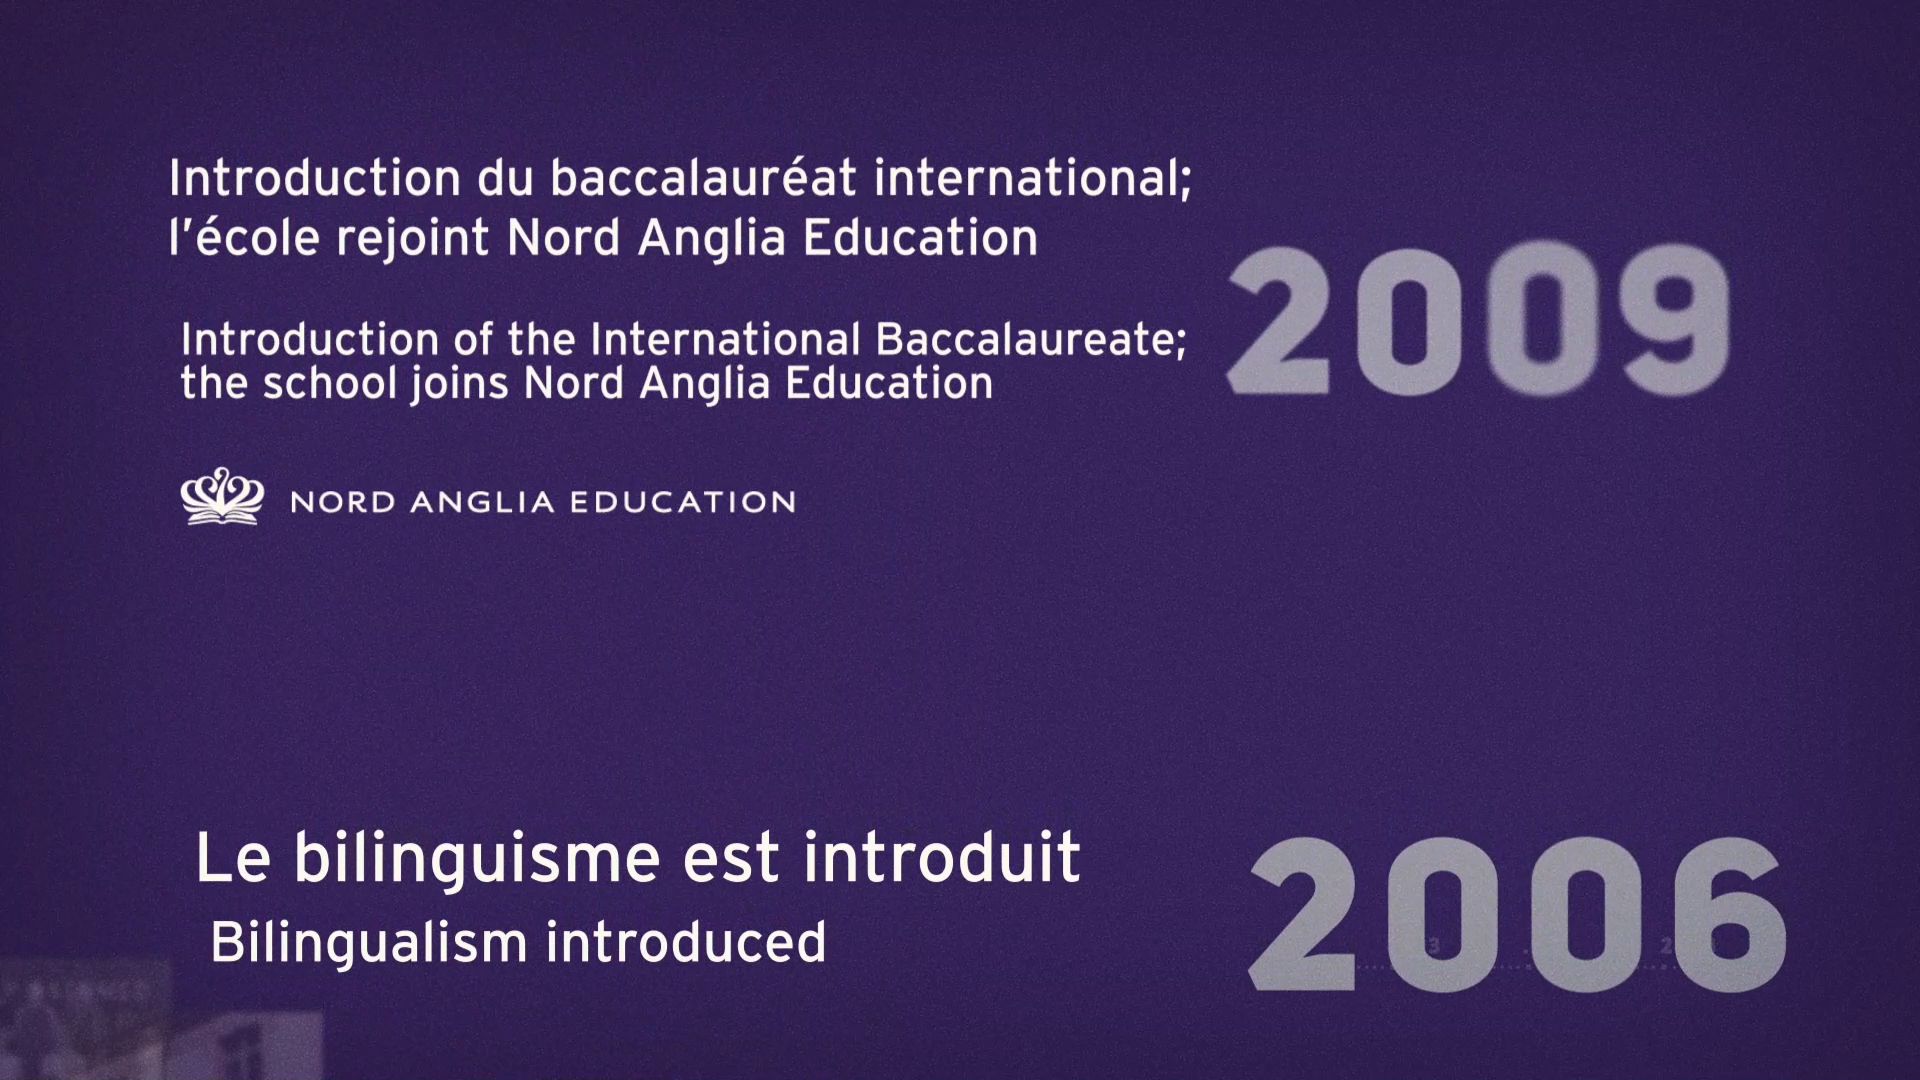 Introduction du baccalauréat international;
l'école rejoint Nord Anglia Education
2009
Introduction of the International Baccalaureate;
the school joins Nord Anglia Education
NORD ANGLIA EDUCATION
Le bilinguisme est introduit
2006
Bilingualism introduced